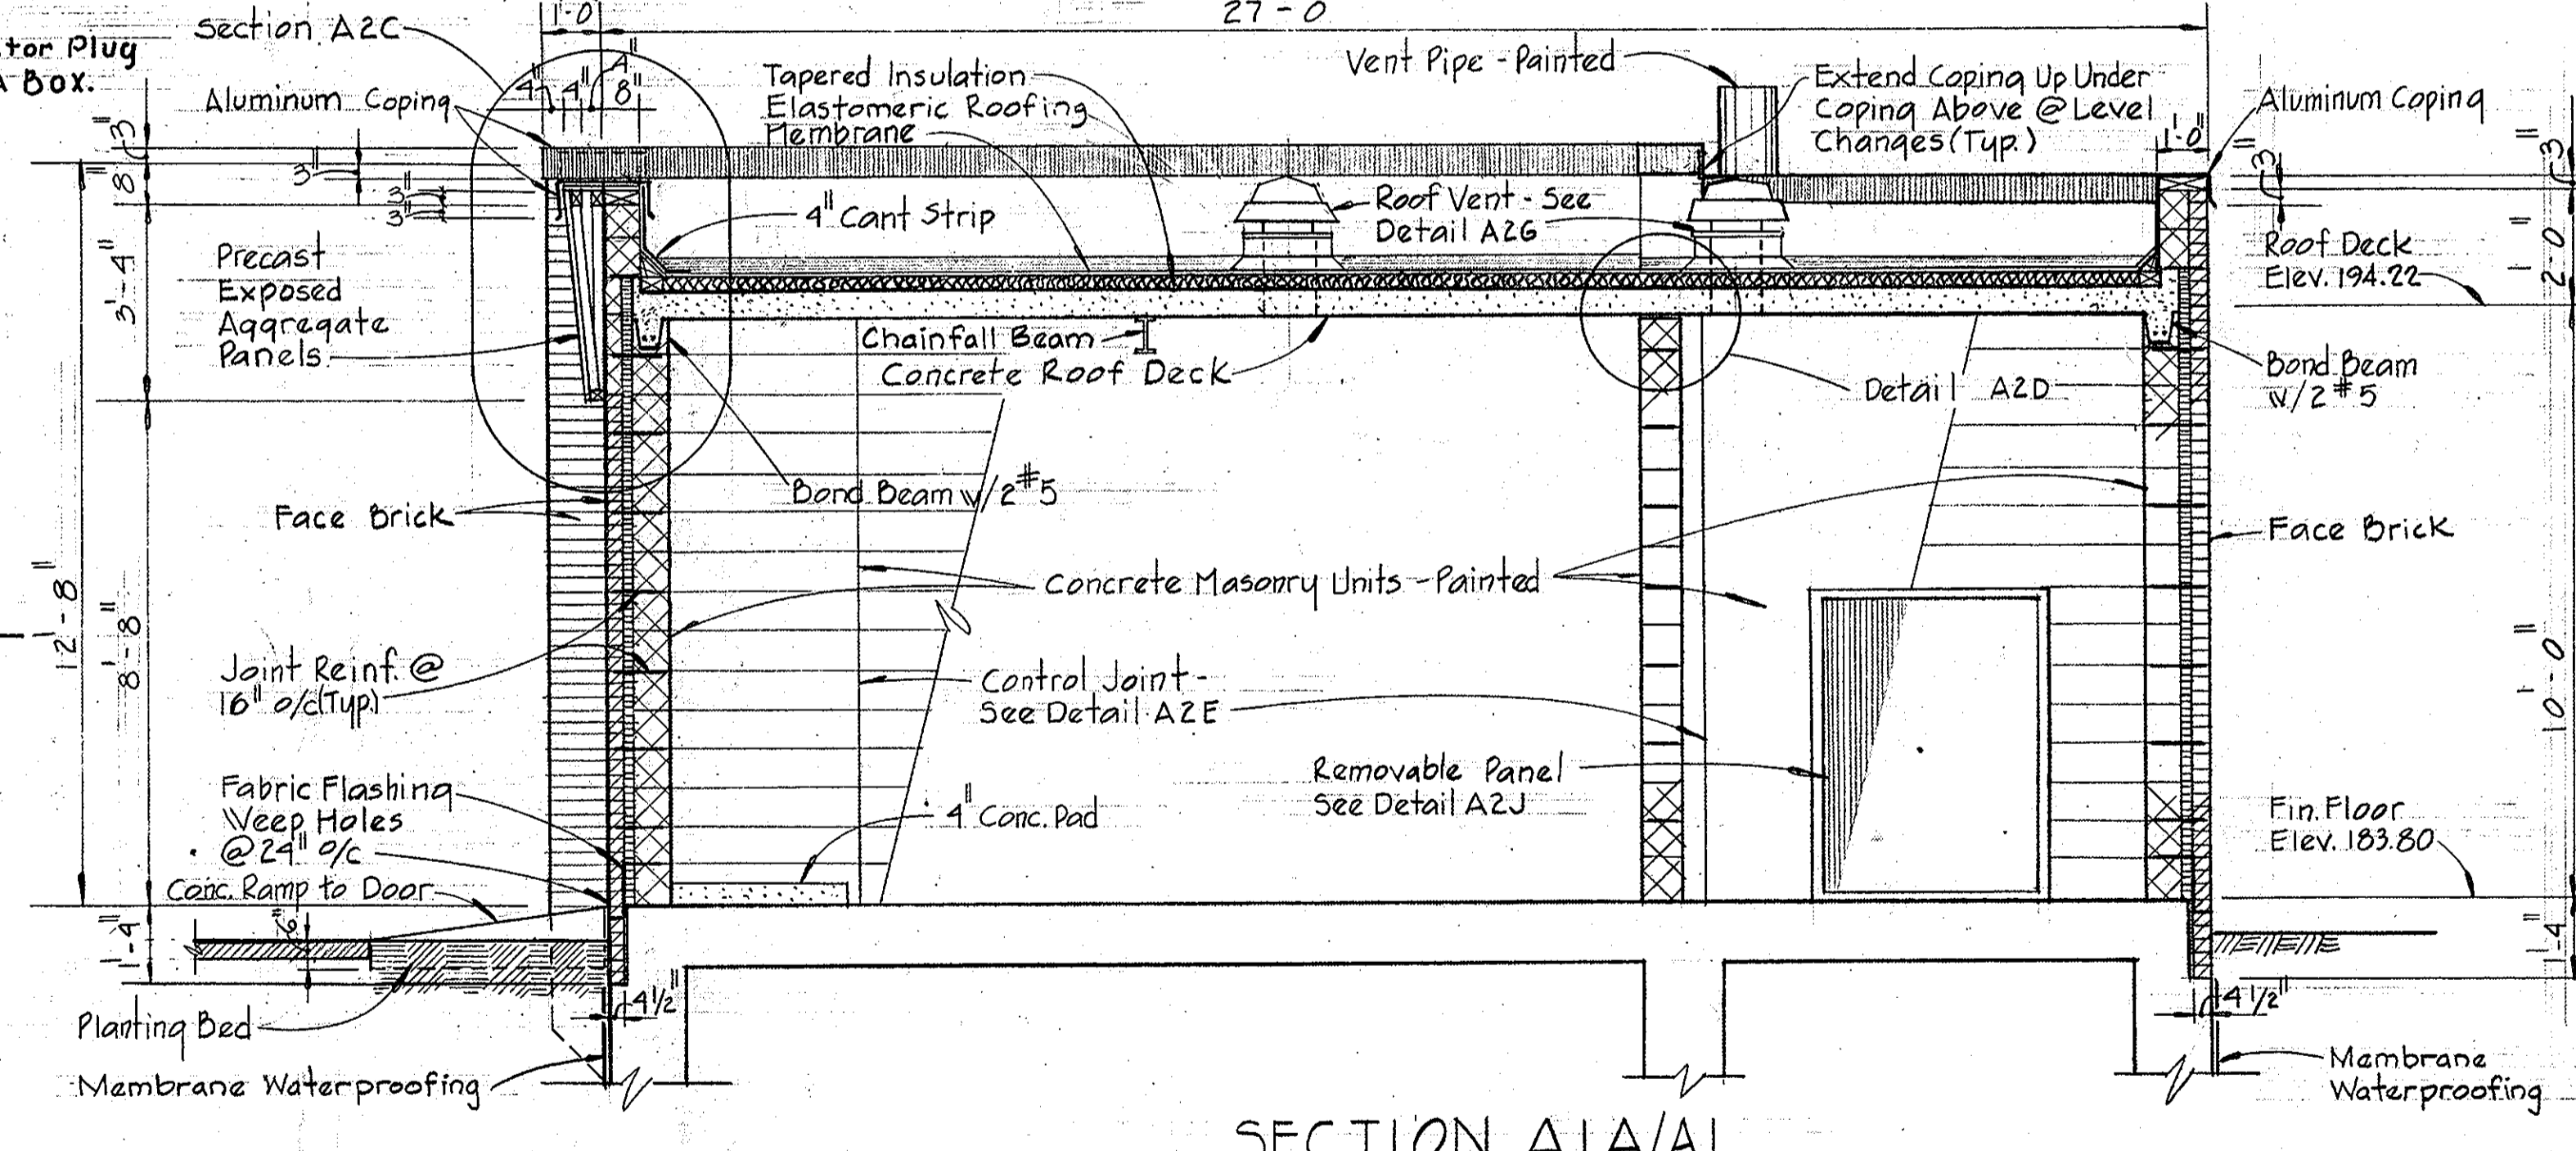 1'-0"
27'-0"
Section A2C
tor Plug
A Box.
Aluminum Coping
4"
4"
4"
8"
Tapered Insulation
Elastomeric Roofing
Membrane
Vent Pipe - Painted
Extend Coping Up Under
Coping Above @ Level
Changes (Typ.)
Aluminum Coping
1'-0"
3"
8"
3"
3"
3"
3"
3"
4" Cant Strip
Roof Vent - See
Detail A2G
Roof Deck
Elev. 194.22
2'-0"
3'-4"
Precast
Exposed
Aggregate
Panels
Chainfall Beam
Concrete Roof Deck
Detail A2D
Bond Beam
w/2 #5
Bond Beam w/2 #5
Face Brick
Face Brick
12'-8"
8'-8"
Concrete Masonry Units - Painted
Joint Reinf. @
16" o/c (Typ.)
Control Joint -
See Detail A2E
10'-0"
Fabric Flashing
Weep Holes
@ 24" o/c
4" Conc. Pad
Removable Panel
See Detail A2J
Fin. Floor
Elev. 183.80
Conc. Ramp to Door
1'-4"
6"
1'-4"
4 1/2"
4 1/2"
Planting Bed
Membrane Waterproofing
Membrane
Waterproofing
SECTION A1A/A1